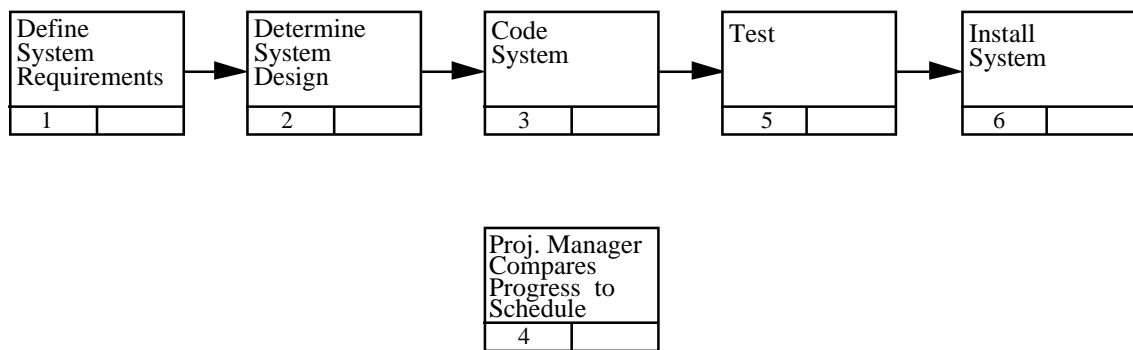 Define
System
Requirements
1
Determine
System
Design
2
Code
System
3
Test
5
Install
System
6
Proj. Manager
Compares
Progress to
Schedule
4